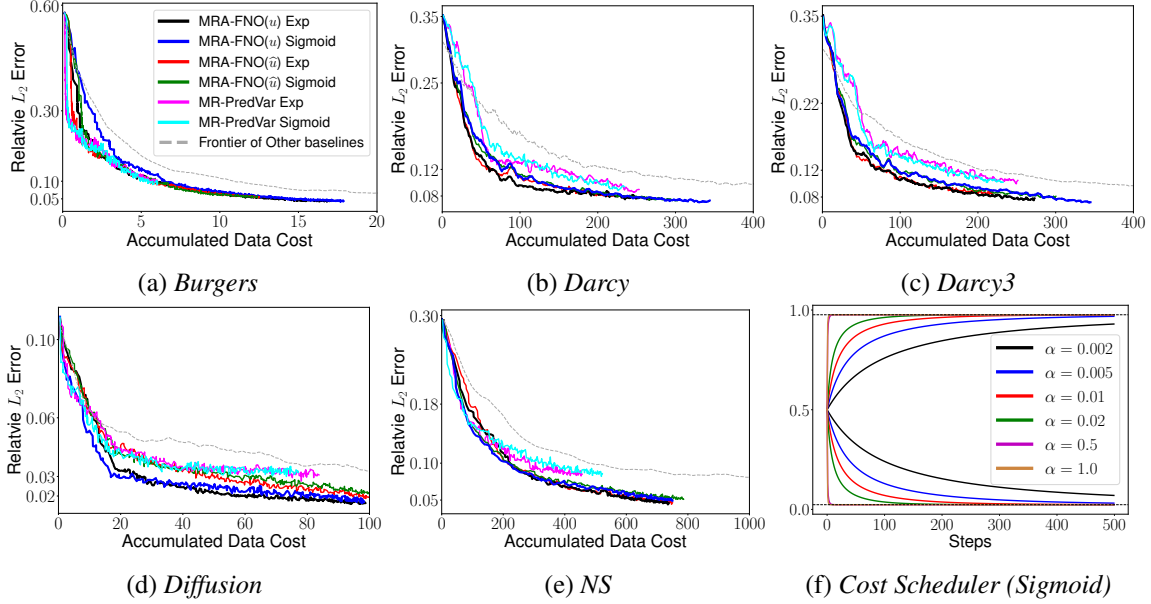 0.60
0.30
0.10
0.05
0
5
10
15
20
Relatvie L2 Error
Accumulated Data Cost
MRA-FNO(u) Exp
MRA-FNO(u) Sigmoid
MRA-FNO(û) Exp
MRA-FNO(û) Sigmoid
MR-PredVar Exp
MR-PredVar Sigmoid
Frontier of Other baselines
(a) Burgers
0.35
0.25
0.12
0.08
0
100
200
300
400
Relatvie L2 Error
Accumulated Data Cost
(b) Darcy
0.35
0.22
0.12
0.08
0
100
200
300
400
Relatvie L2 Error
Accumulated Data Cost
(c) Darcy3
0.10
0.06
0.03
0.02
0
20
40
60
80
100
Relatvie L2 Error
Accumulated Data Cost
(d) Diffusion
0.30
0.18
0.10
0.05
0
200
400
600
800
1000
Relatvie L2 Error
Accumulated Data Cost
(e) NS
1.0
0.5
0.0
0
100
200
300
400
500
Steps
α = 0.002
α = 0.005
α = 0.01
α = 0.02
α = 0.5
α = 1.0
(f) Cost Scheduler (Sigmoid)